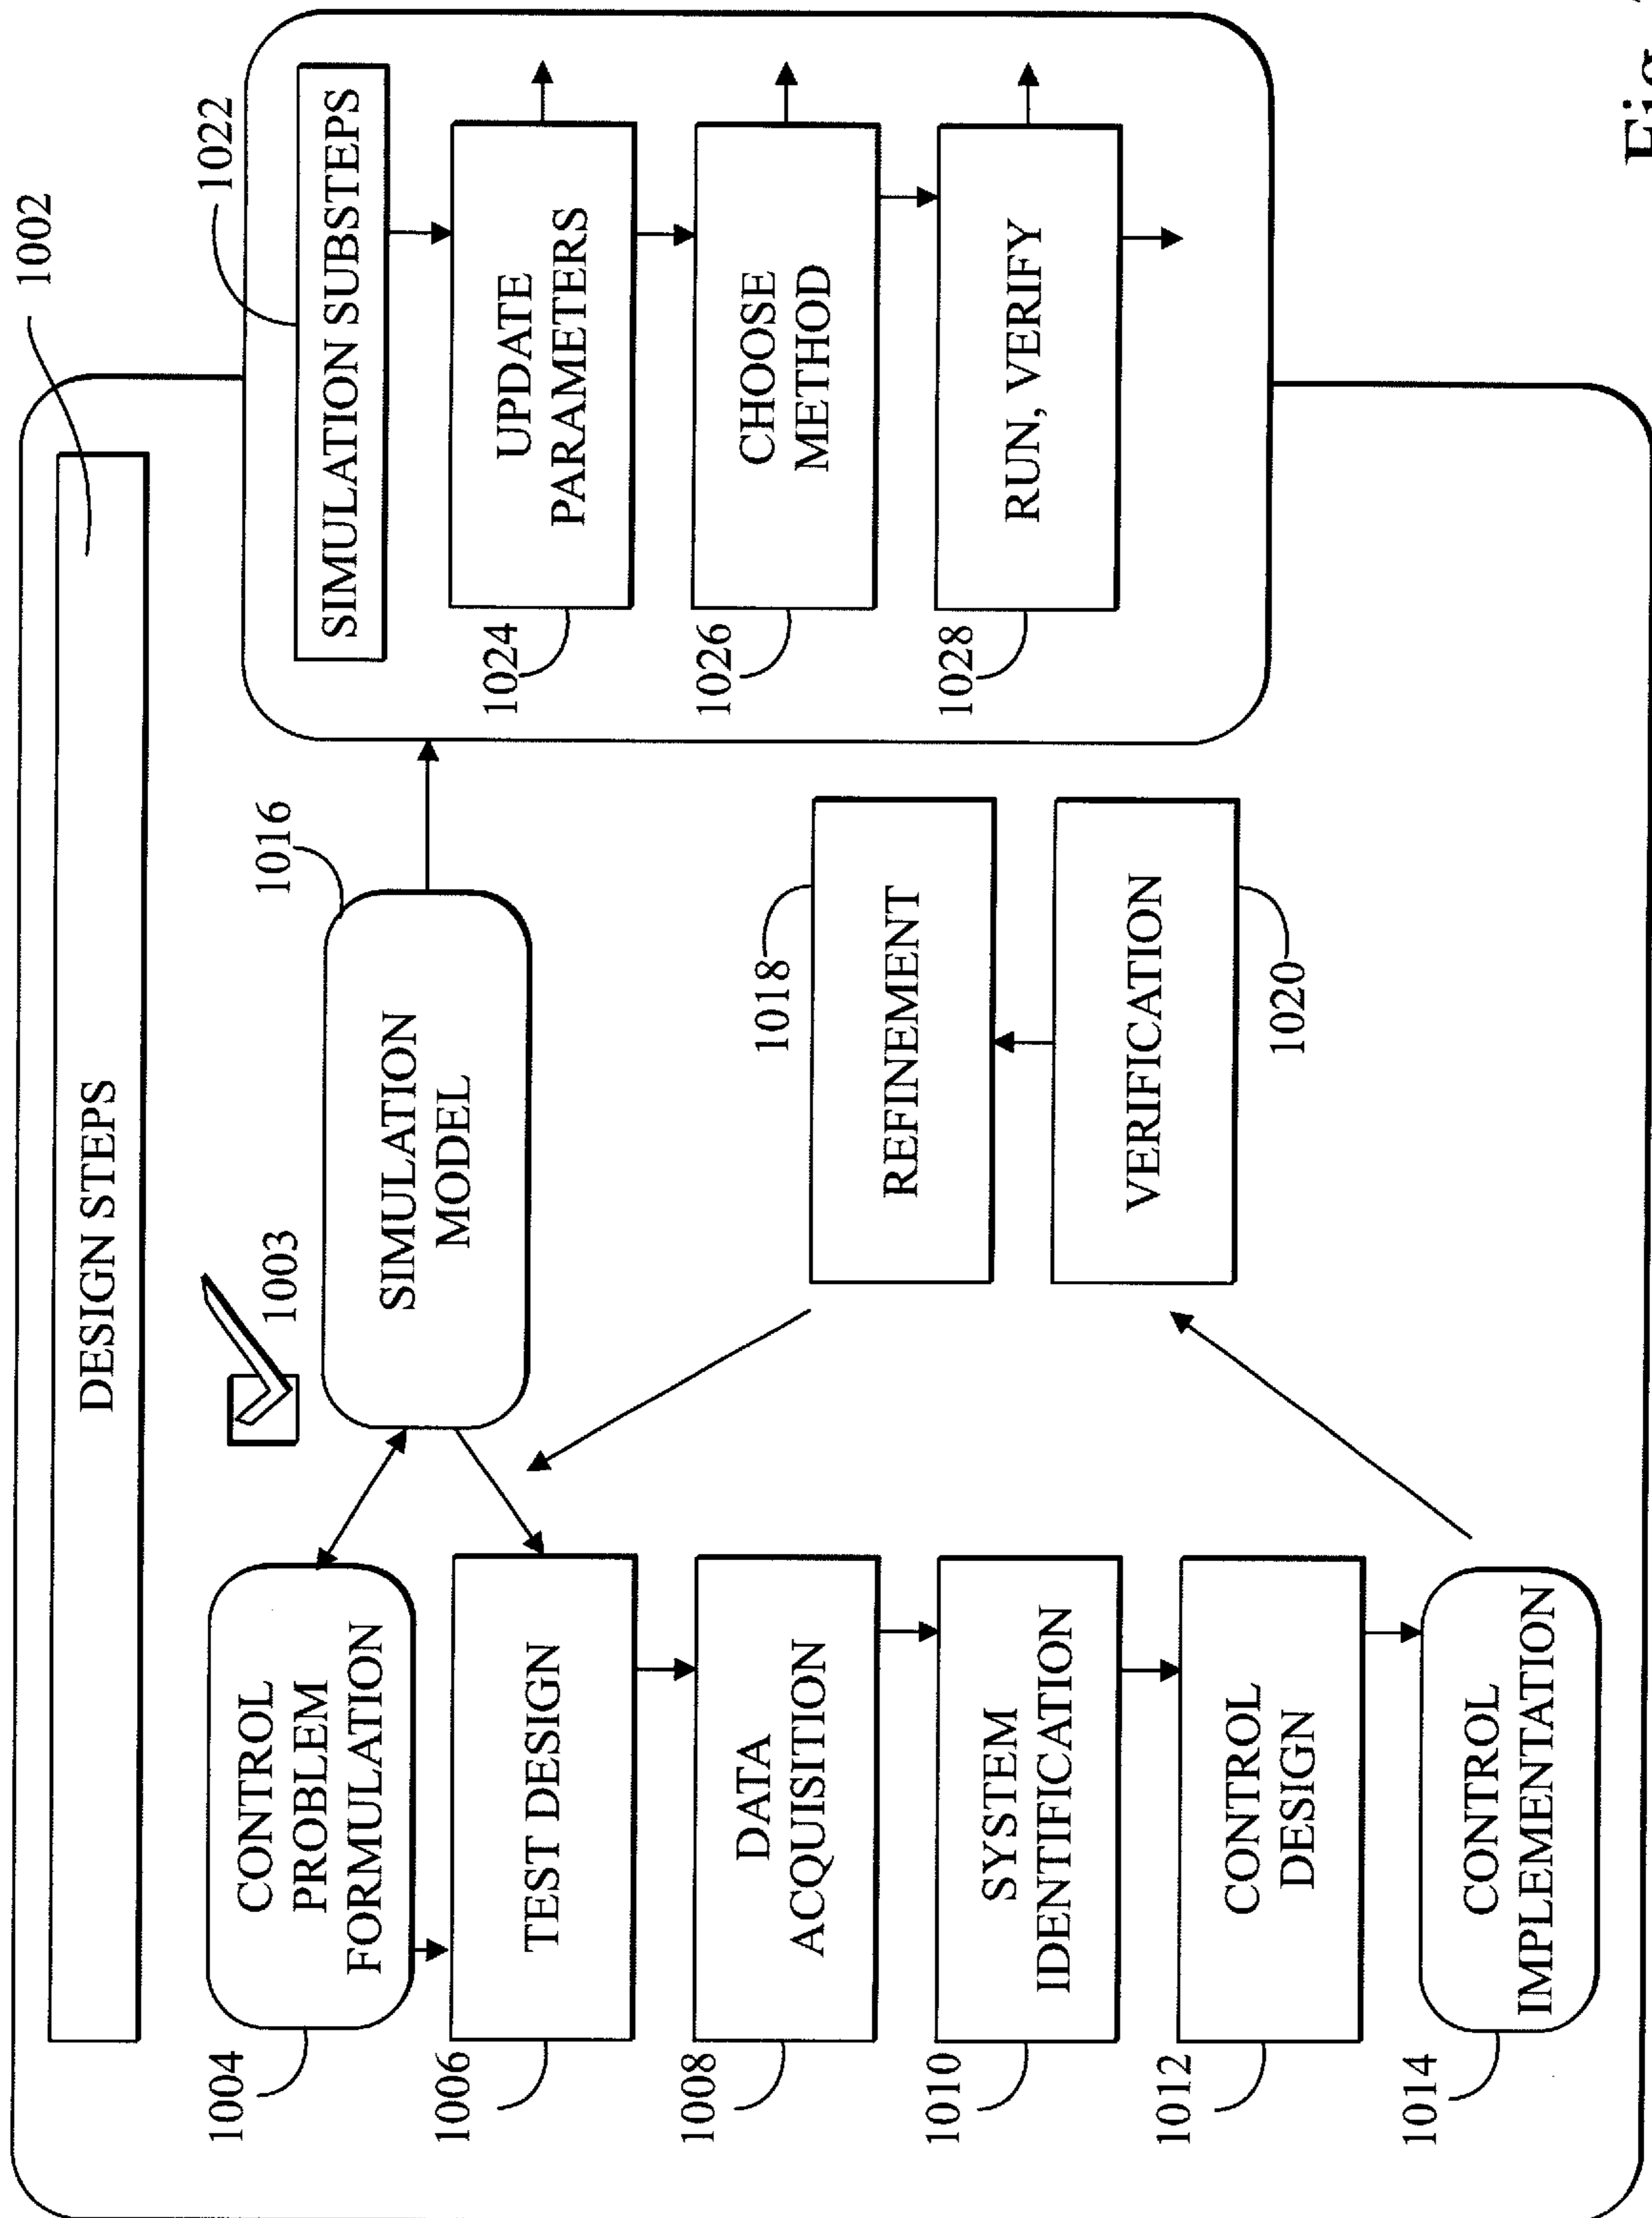 1002
DESIGN STEPS
1022
SIMULATION SUBSTEPS
1003
1016
SIMULATION
MODEL
1004
CONTROL
PROBLEM
FORMULATION
1006
TEST DESIGN
1008
DATA
ACQUISITION
1010
SYSTEM
IDENTIFICATION
1012
CONTROL
DESIGN
1014
CONTROL
IMPLEMENTATION
1018
REFINEMENT
VERIFICATION
1020
1024
UPDATE
PARAMETERS
1026
CHOOSE
METHOD
1028
RUN, VERIFY
Fig.